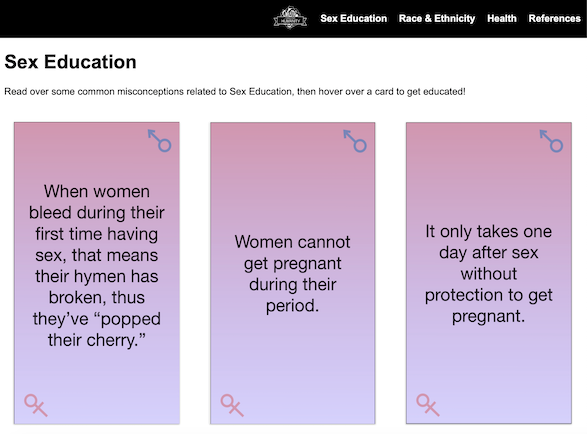 HUMANITY
Sex Education Race & Ethnicity Health References
Sex Education
Read over some common misconceptions related to Sex Education, then hover over a card to get educated!
When women
bleed during their
first time having
sex, that means
their hymen has
broken, thus
they’ve “popped
their cherry.”
Women cannot
get pregnant
during their
period.
It only takes one
day after sex
without
protection to get
pregnant.